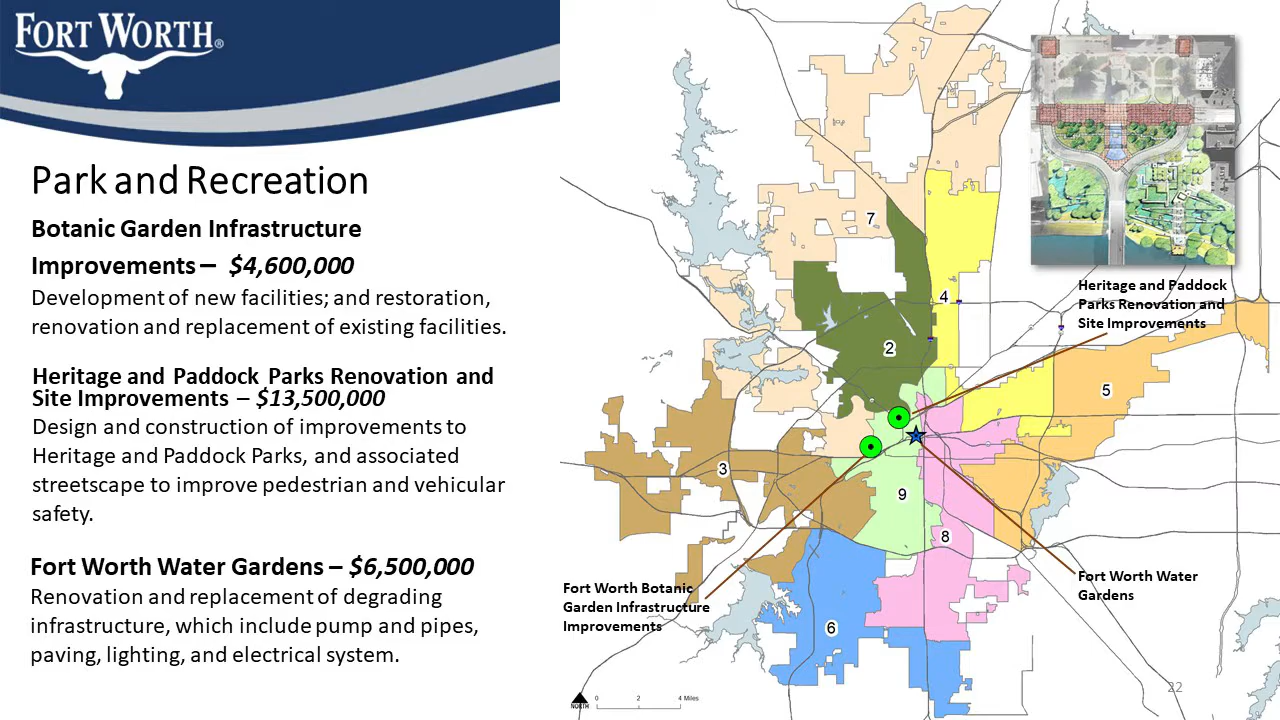 FORT WORTH®
Park and Recreation
Botanic Garden Infrastructure
Improvements – $4,600,000
Development of new facilities; and restoration,
renovation and replacement of existing facilities.
Heritage and Paddock Parks Renovation and
Site Improvements – $13,500,000
Design and construction of improvements to
Heritage and Paddock Parks, and associated
streetscape to improve pedestrian and vehicular
safety.
Fort Worth Water Gardens – $6,500,000
Renovation and replacement of degrading
infrastructure, which include pump and pipes,
paving, lighting, and electrical system.
7
4
2
5
3
9
8
6
Heritage and Paddock
Parks Renovation and
Site Improvements
Fort Worth Botanic
Garden Infrastructure
Improvements
Fort Worth Water
Gardens
NORTH
0 2 4 Miles
22